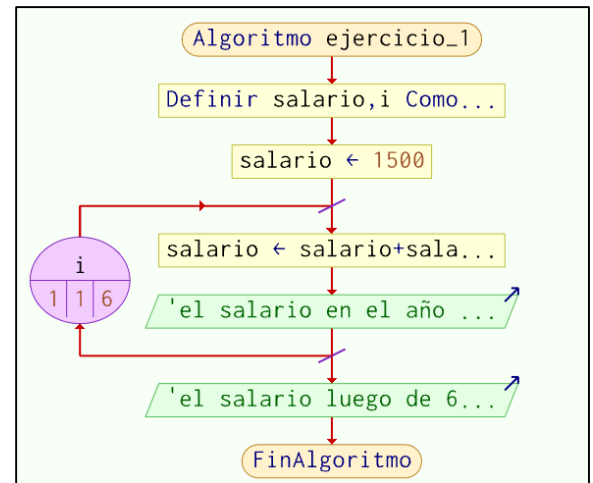 Algoritmo ejercicio_1
Definir salario,i Como...
salario ← 1500
salario ← salario+sala...
i
1 1 6
'el salario en el año ...
'el salario luego de 6...
FinAlgoritmo